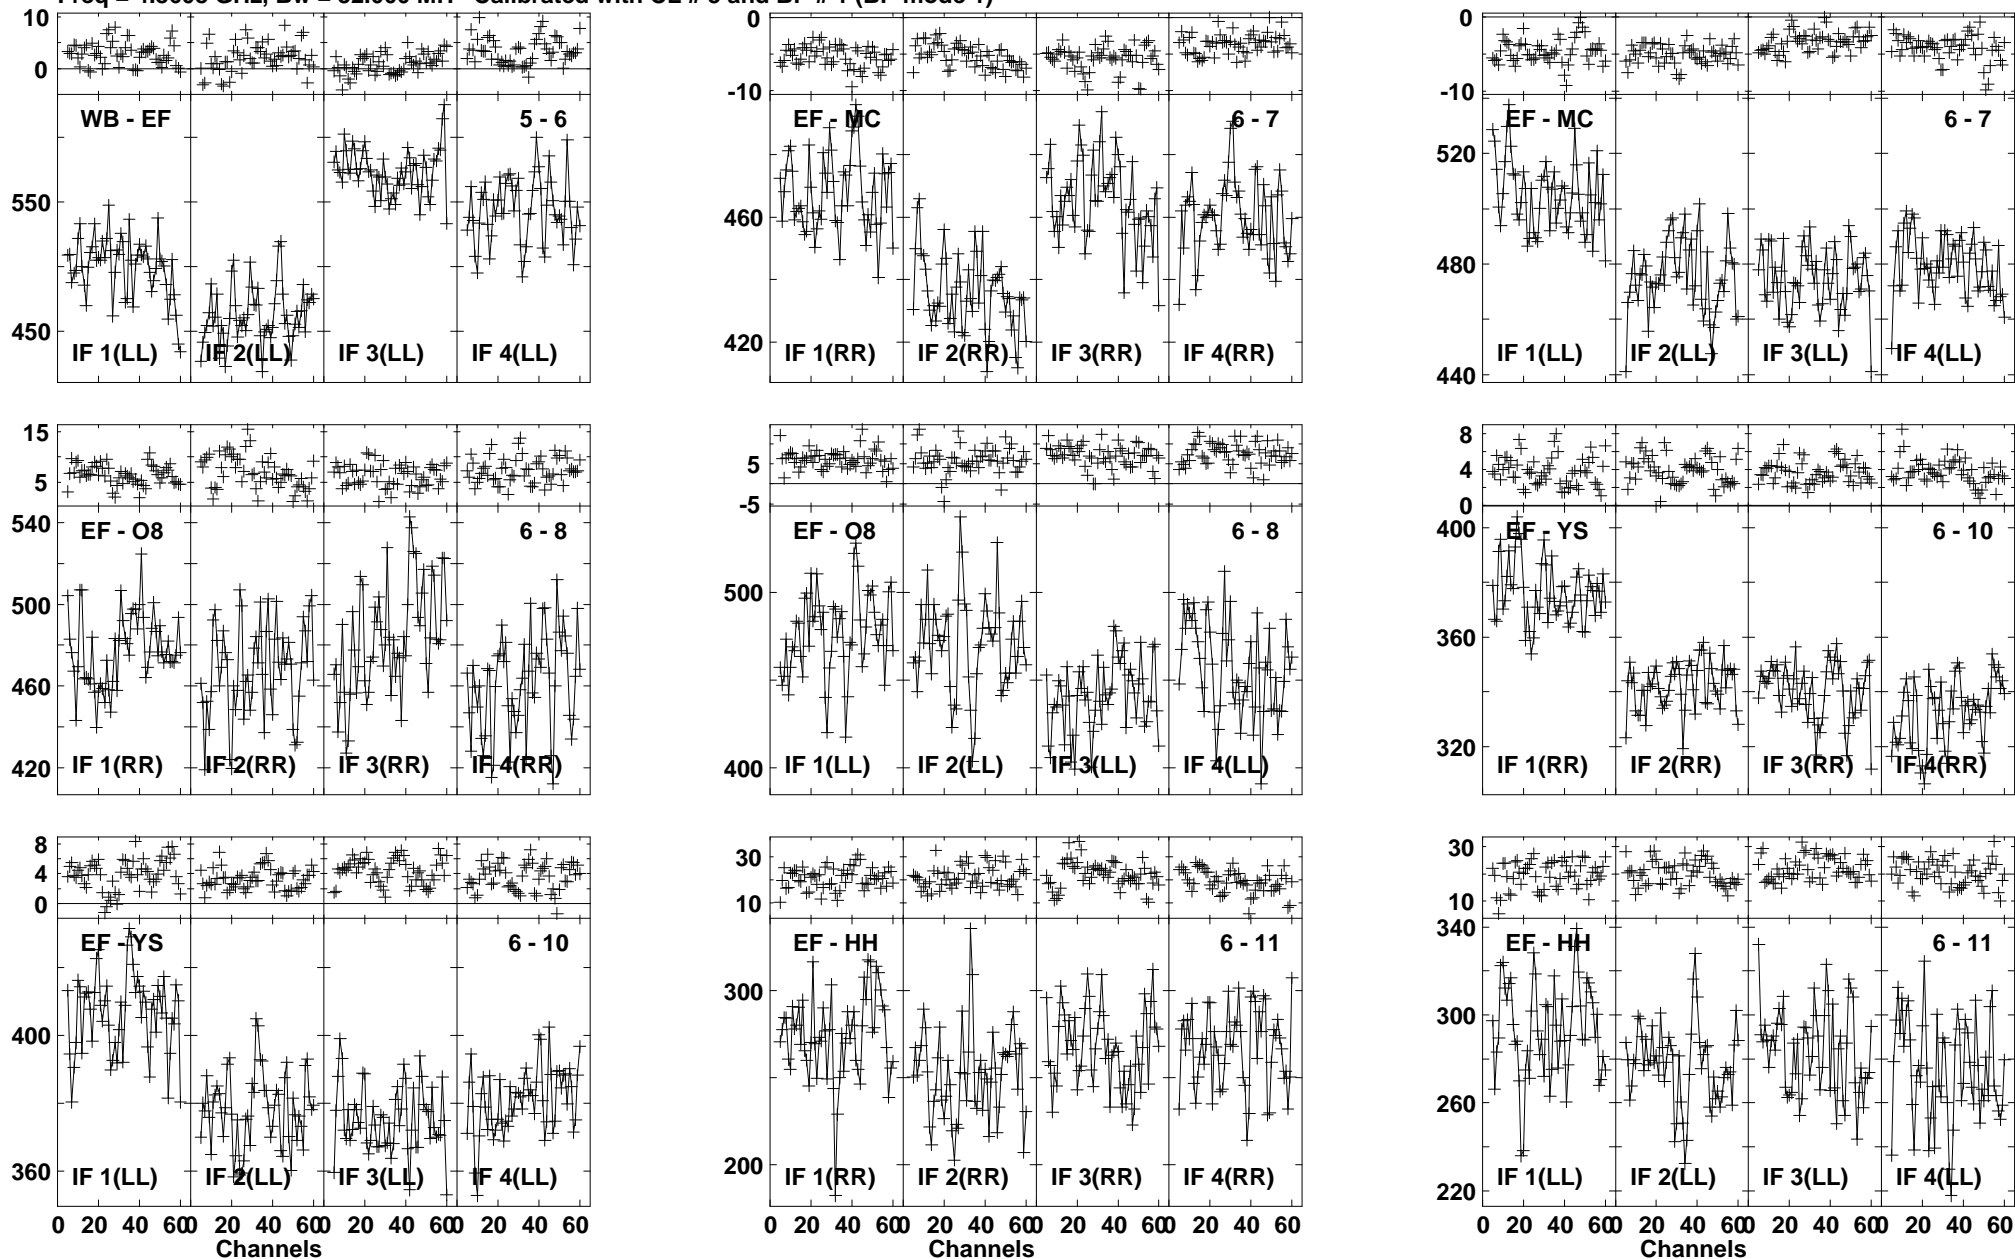 10 0 0 -10 0 -10
WB - EF 5 - 6 EF - MC 6 - 7 EF - MC 6 - 7
550 450 460 420 520 480 440
IF 1(LL) IF 2(LL) IF 3(LL) IF 4(LL) IF 1(RR) IF 2(RR) IF 3(RR) IF 4(RR) IF 1(LL) IF 2(LL) IF 3(LL) IF 4(LL)
15 5 5 -5 8 4 0
EF - O8 6 - 8 EF - O8 6 - 8 EF - YS 6 - 10
540 500 460 420 500 400 400 360 320
IF 1(RR) IF 2(RR) IF 3(RR) IF 4(RR) IF 1(LL) IF 2(LL) IF 3(LL) IF 4(LL) IF 1(RR) IF 2(RR) IF 3(RR) IF 4(RR)
8 4 0 30 10 30 10
EF - YS 6 - 10 EF - HH 6 - 11 EF - HH 6 - 11
400 360 300 200 340 300 260 220
IF 1(LL) IF 2(LL) IF 3(LL) IF 4(LL) IF 1(RR) IF 2(RR) IF 3(RR) IF 4(RR) IF 1(LL) IF 2(LL) IF 3(LL) IF 4(LL)
0 20 40 60 0 20 40 60 0 20 40 60 0 20 40 60 0 20 40 60 0 20 40 60 0 20 40 60 0 20 40 60 0 20 40 60 0 20 40 60 0 20 40 60 0 20 40 60
Channels Channels Channels